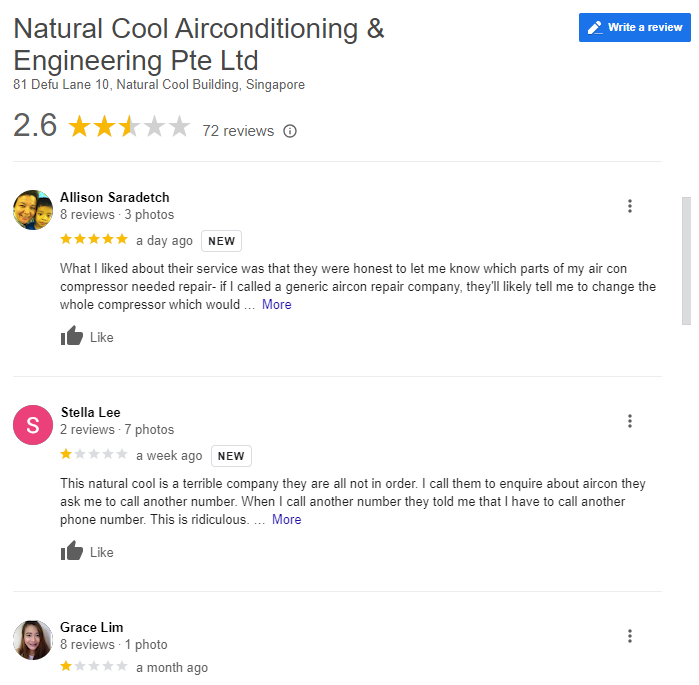 Natural Cool Airconditioning &
Engineering Pte Ltd
Write a review
81 Defu Lane 10, Natural Cool Building, Singapore
2.6 72 reviews
Allison Saradetch
8 reviews · 3 photos
a day ago NEW
What I liked about their service was that they were honest to let me know which parts of my air con
compressor needed repair- if I called a generic aircon repair company, they'll likely tell me to change the
whole compressor which would ... More
Like
S
Stella Lee
2 reviews · 7 photos
a week ago NEW
This natural cool is a terrible company they are all not in order. I call them to enquire about aircon they
ask me to call another number. When I call another number they told me that I have to call another
phone number. This is ridiculous. ... More
Like
Grace Lim
8 reviews · 1 photo
a month ago